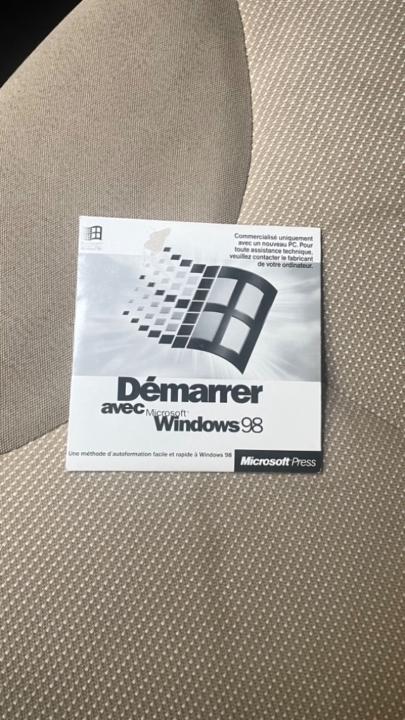 Commercialisé uniquement
avec un nouveau PC. Pour
toute assistance technique,
veuillez contacter le fabricant
de votre ordinateur.
Démarrer
avec Microsoft®
Windows 98
Une méthode d'autoformation facile et rapide à Windows 98
Microsoft Press